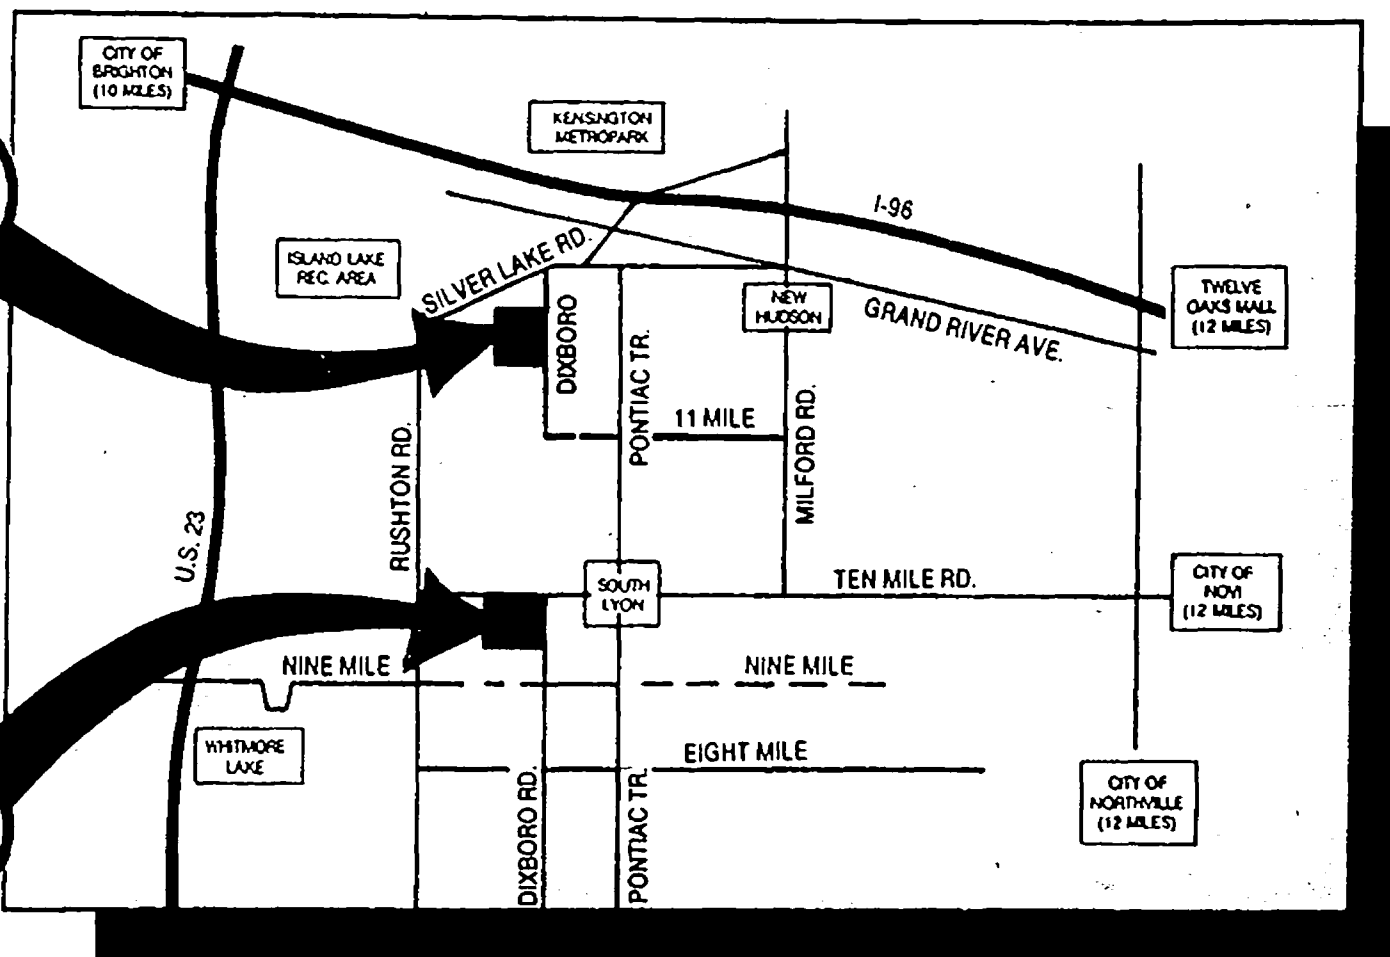 CITY OF
BRIGHTON
(10 MILES)
KENSINGTON
METROPARK
I-96
ISLAND LAKE
REC. AREA
SILVER LAKE RD.
TWELVE
OAKS MALL
(12 MILES)
NEW
HUDSON
GRAND RIVER AVE.
DIXBORO
PONTIAC TR.
11 MILE
MILFORD RD.
RUSHTON RD.
U.S. 23
SOUTH
LYON
TEN MILE RD.
CITY OF
NOVI
(12 MILES)
NINE MILE
NINE MILE
WHITMORE
LAKE
EIGHT MILE
DIXBORO RD.
PONTIAC TR.
CITY OF
NORTHVILLE
(12 MILES)